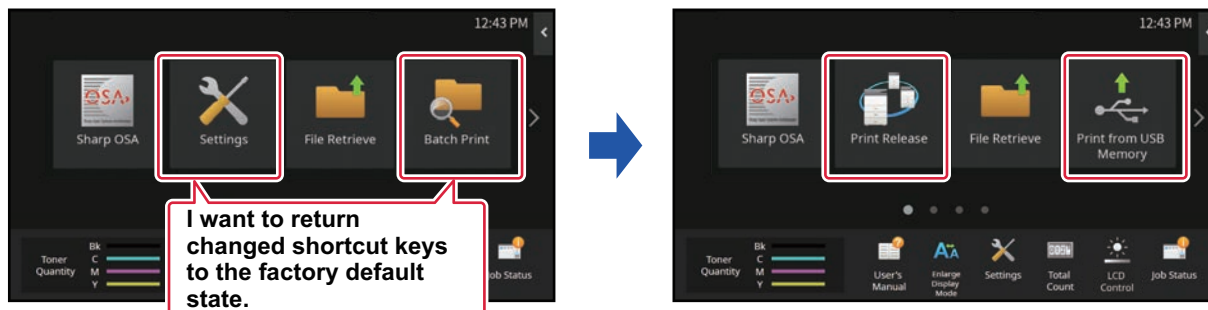 12:43 PM
OSA
Sharp OSA
Settings
File Retrieve
Batch Print
I want to return
changed shortcut keys
to the factory default
state.
Toner
Quantity
Bk
C
M
Y
Job Status
12:43 PM
OSA
Sharp OSA
Print Release
File Retrieve
Print from USB
Memory
Toner
Quantity
Bk
C
M
Y
User's
Manual
Enlarge
Display
Mode
Settings
Total
Count
LCD
Control
Job Status